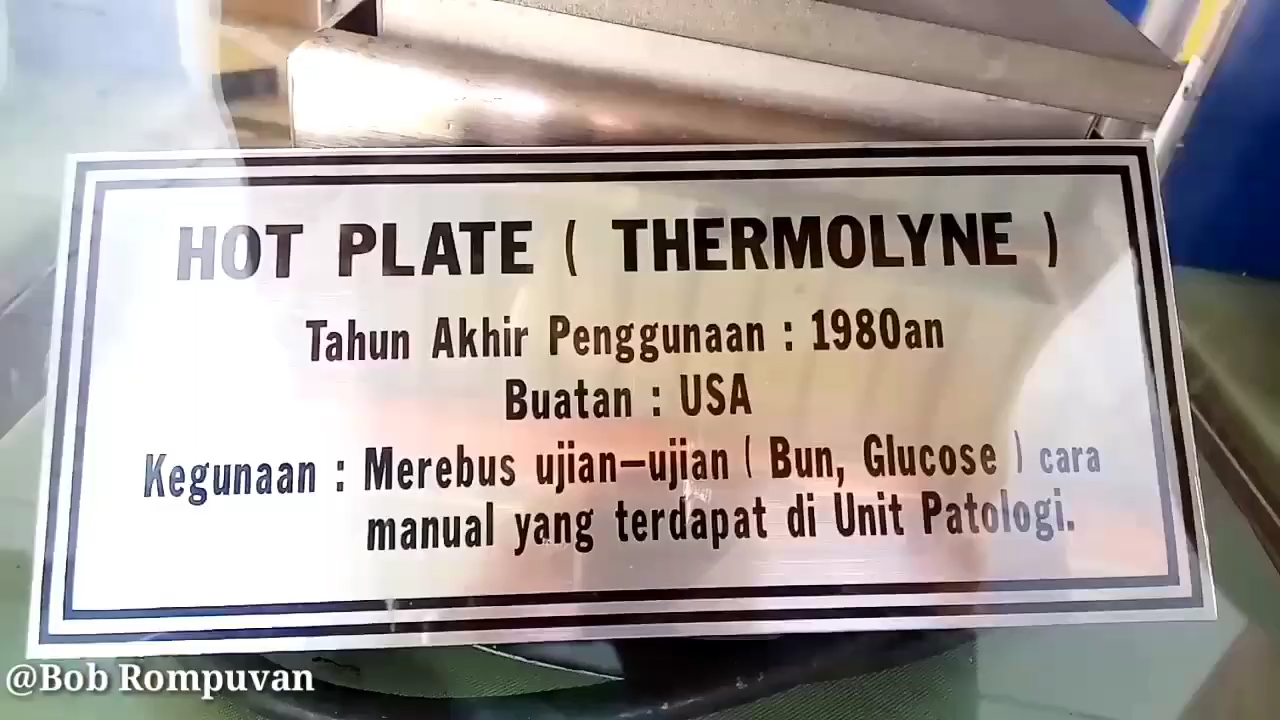 HOT PLATE ( THERMOLYNE )
Tahun Akhir Penggunaan : 1980an
Buatan : USA
Kegunaan : Merebus ujian-ujian ( Bun, Glucose ) cara
manual yang terdapat di Unit Patologi.
@Bob Rompuvan